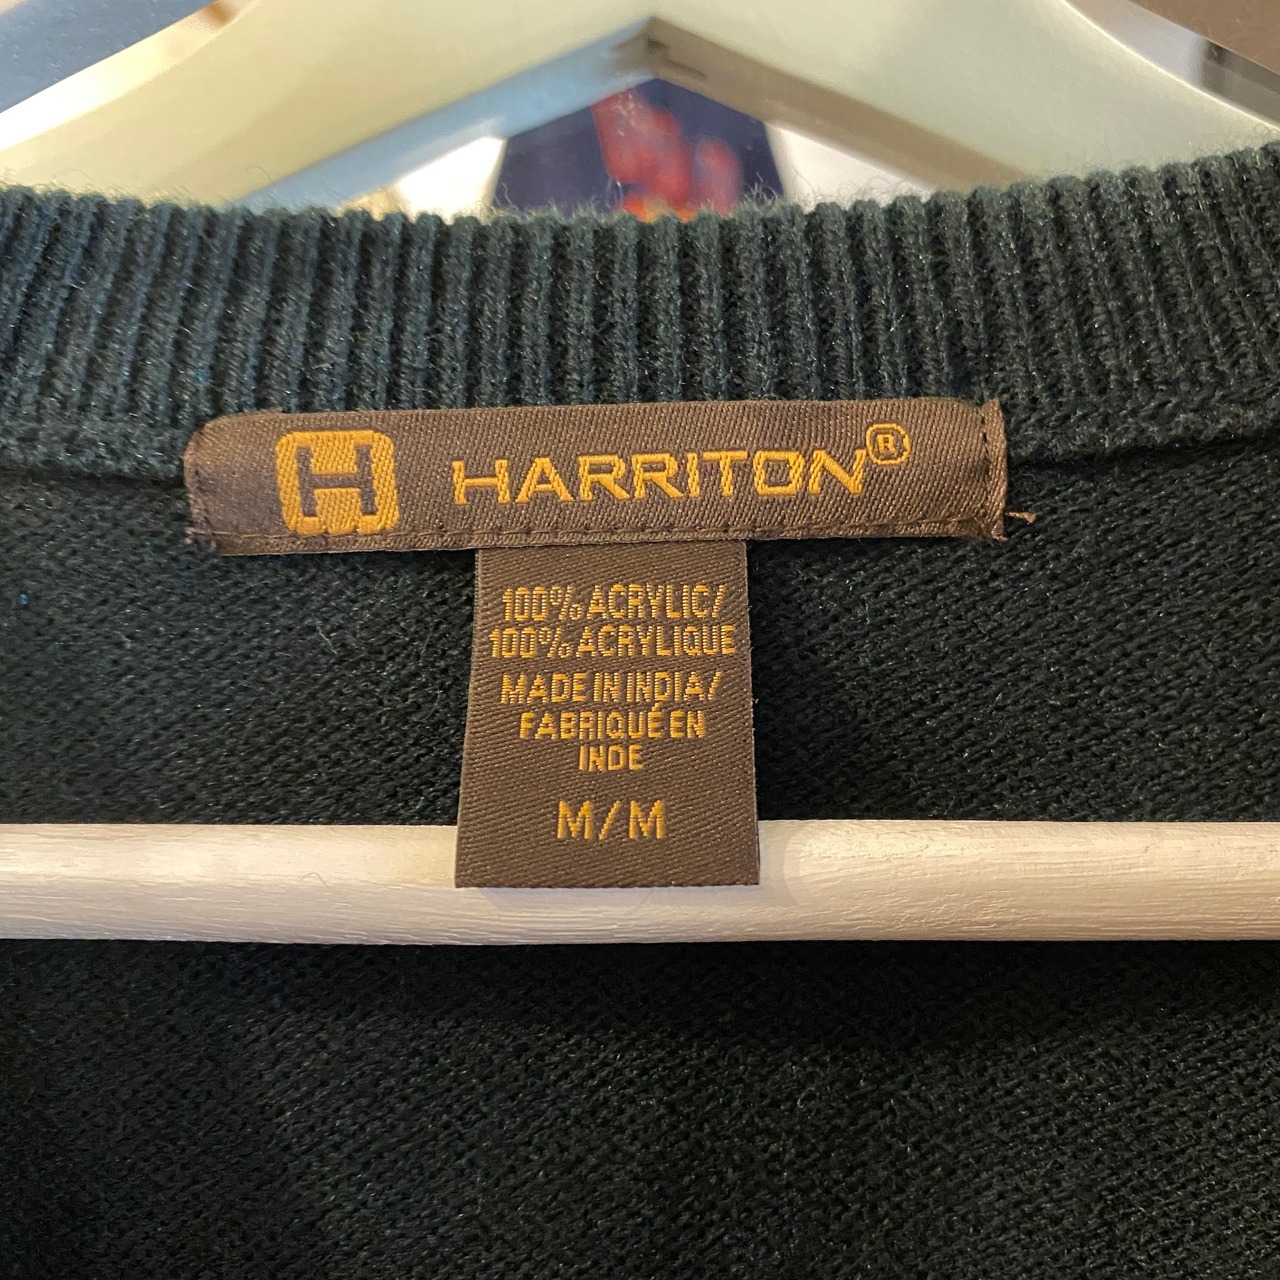 H HARRITON®
100% ACRYLIC/
100% ACRYLIQUE
MADE IN INDIA/
FABRIQUÉ EN
INDE
M/M